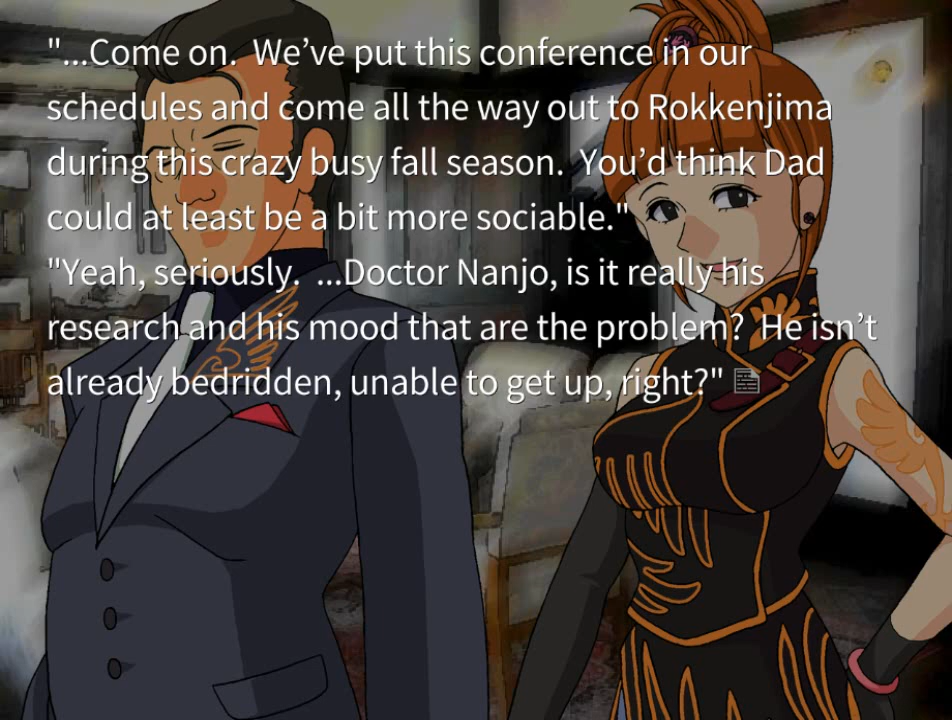 "...Come on.  We’ve put this conference in our
schedules and come all the way out to Rokkenjima
during this crazy busy fall season.  You’d think Dad
could at least be a bit more sociable."
"Yeah, seriously.  ...Doctor Nanjo, is it really his
research and his mood that are the problem?  He isn’t
already bedridden, unable to get up, right?"